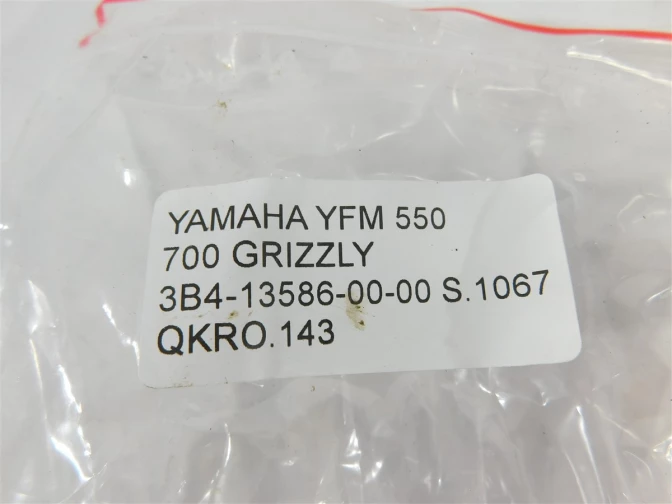 YAMAHA YFM 550
700 GRIZZLY
3B4-13586-00-00 S.1067
QKRO.143